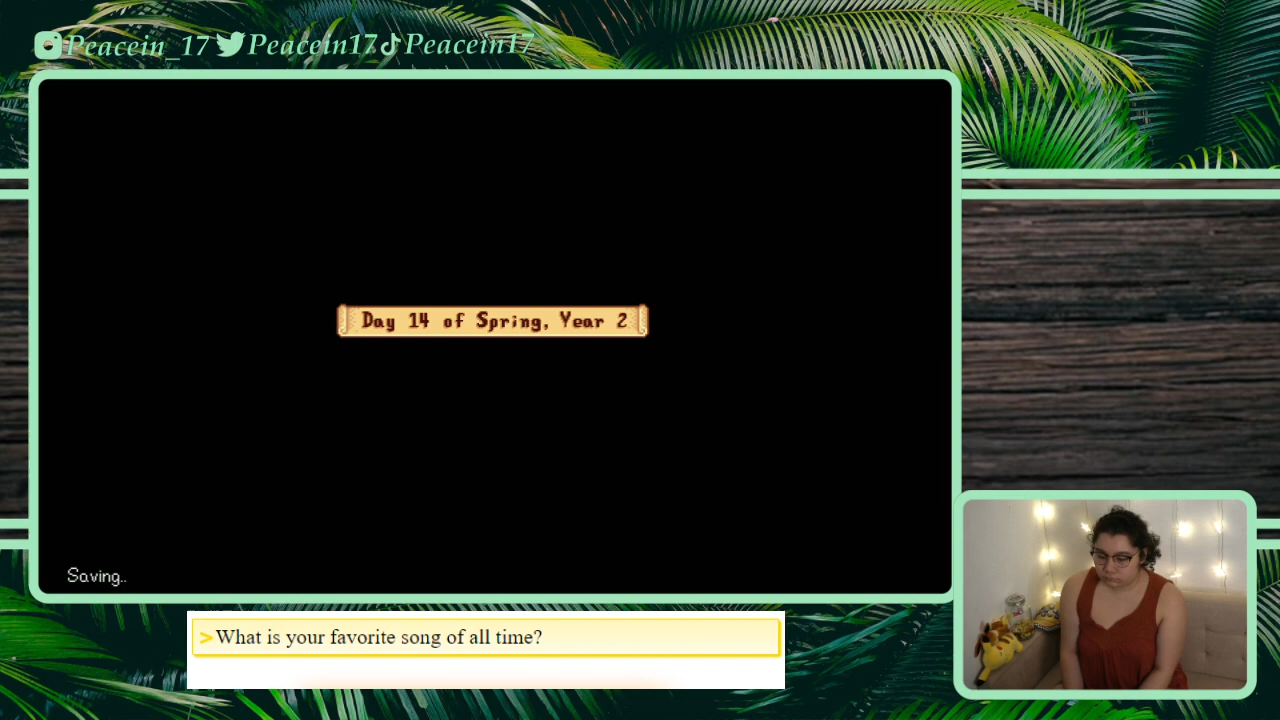 Peacein_17 Peacein17 Peacein17
Day 14 of Spring, Year 2
Saving..
>What is your favorite song of all time?